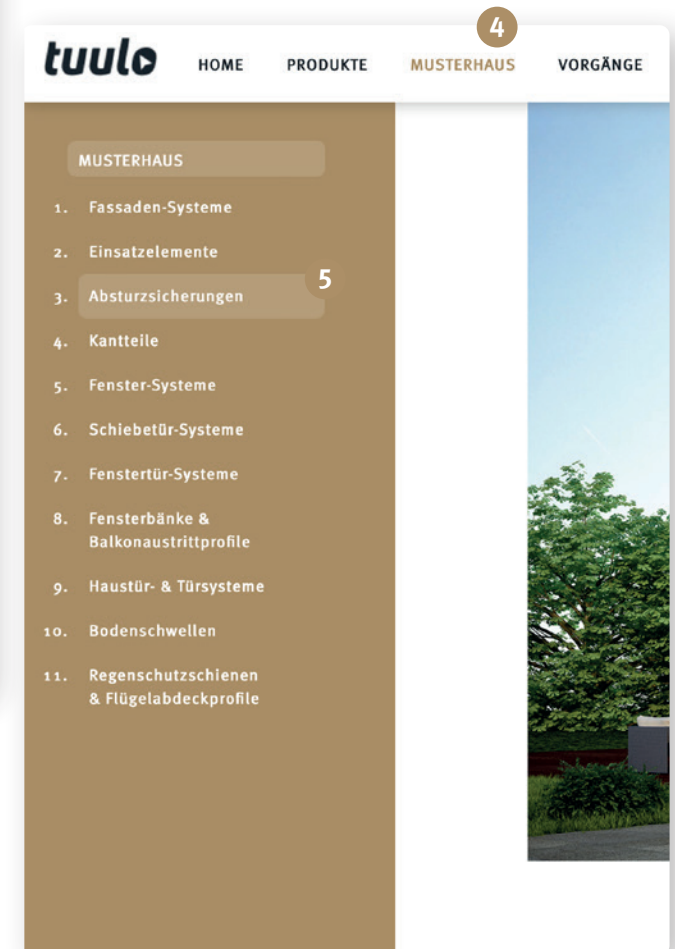 4
tuulo HOME PRODUKTE MUSTERHAUS VORGÄNGE
MUSTERHAUS
1. Fassaden-Systeme
2. Einsatzelemente
5
3. Absturzsicherungen
4. Kantteile
5. Fenster-Systeme
6. Schiebetür-Systeme
7. Fenstertür-Systeme
8. Fensterbänke &
Balkonaustrittprofile
9. Haustür- & Türsysteme
10. Bodenschwellen
11. Regenschutzschienen
& Flügelabdeckprofile